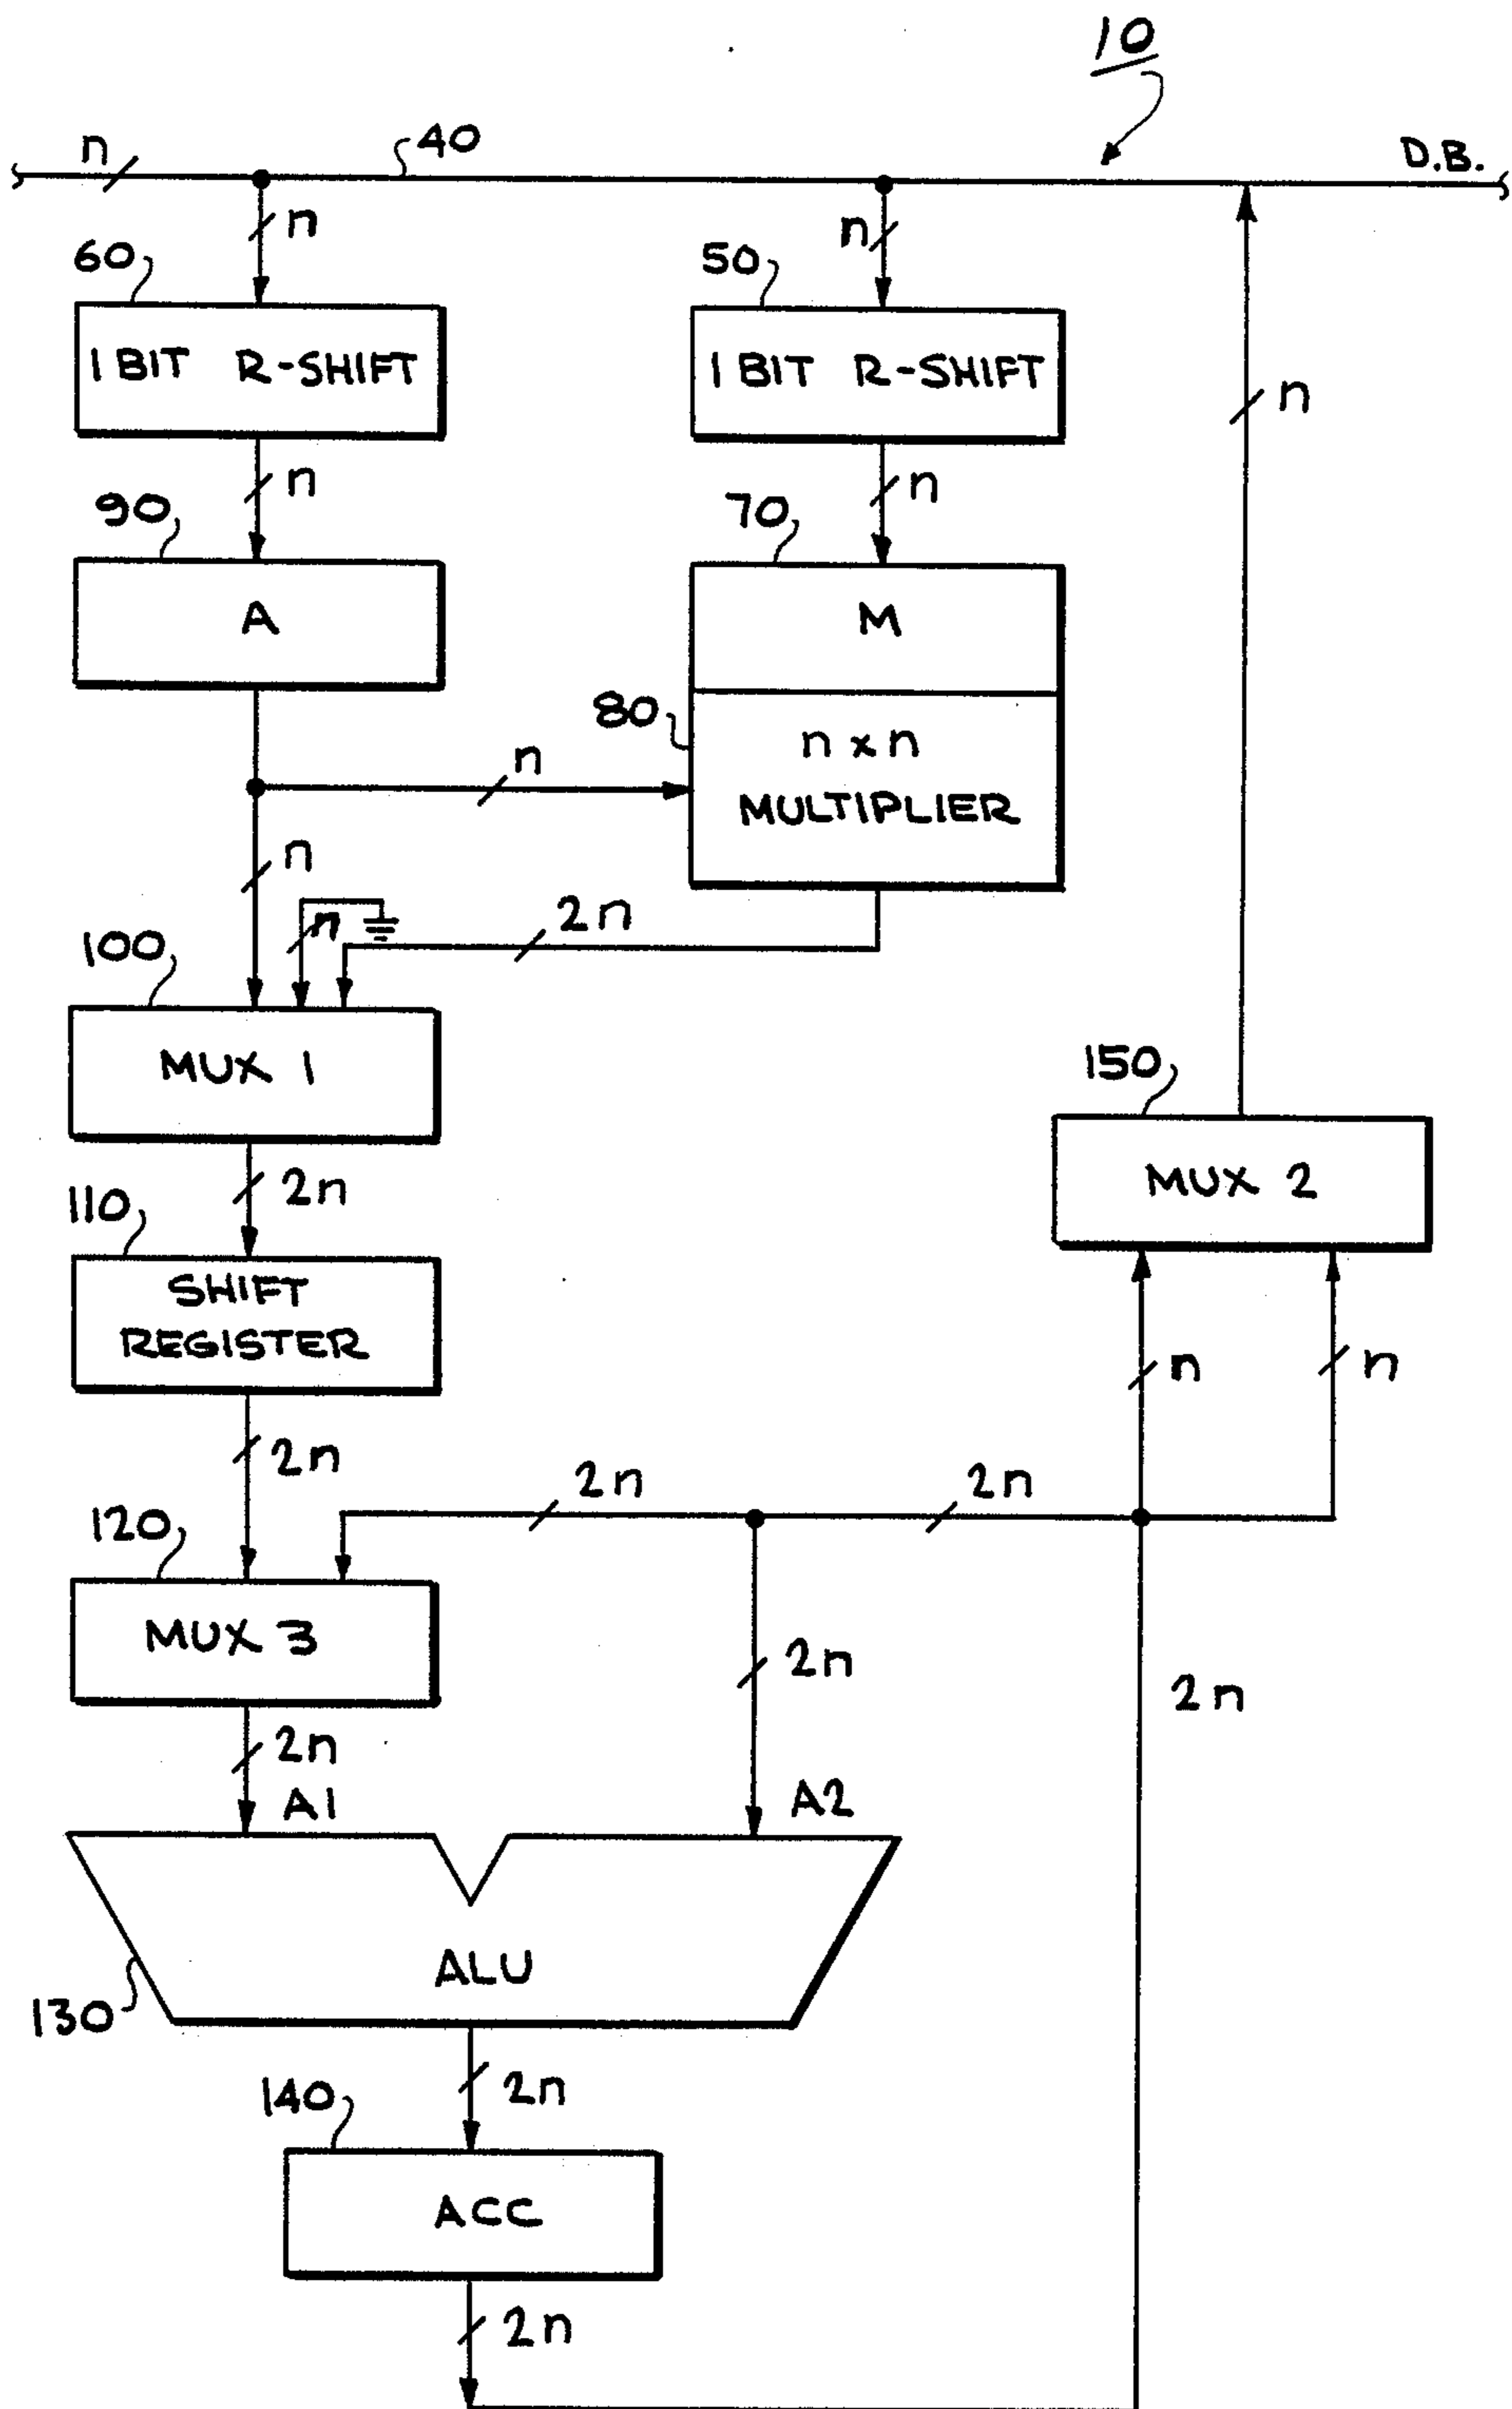 10
n
40
D.B.
n
n
60
50
1 BIT R-SHIFT
1 BIT R-SHIFT
n
n
n
90
70
A
M
80
n x n
MULTIPLIER
n
n
n
2n
100
MUX 1
150
MUX 2
2n
110
SHIFT
REGISTER
n
n
2n
2n
2n
120
MUX 3
2n
2n
2n
A1
A2
ALU
130
2n
140
ACC
2n